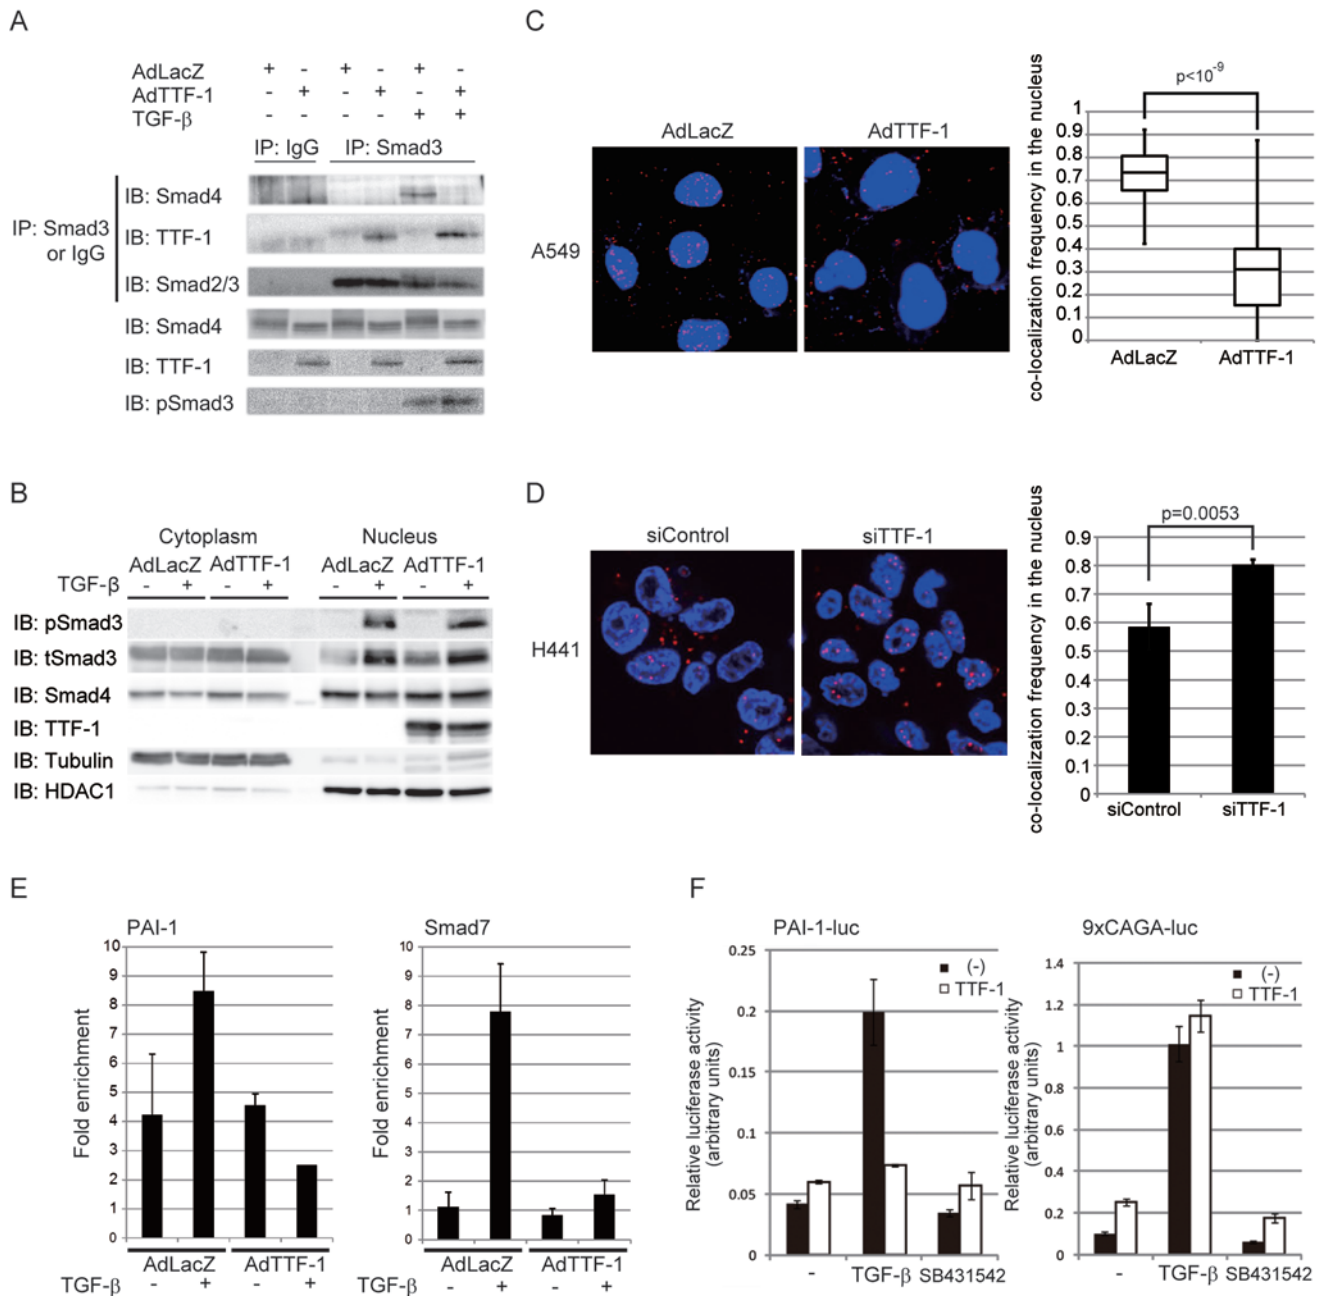 A
AdLacZ + - + - + -
AdTTF-1 - + - + - +
TGF-β - - - - + +
IP: IgG IP: Smad3
IP: Smad3
or IgG
IB: Smad4
IB: TTF-1
IB: Smad2/3
IB: Smad4
IB: TTF-1
IB: pSmad3
B
Cytoplasm Nucleus
AdLacZ AdTTF-1 AdLacZ AdTTF-1
TGF-β - + - + - + - +
IB: pSmad3
IB: tSmad3
IB: Smad4
IB: TTF-1
IB: Tubulin
IB: HDAC1
C
AdLacZ AdTTF-1
A549
co-localization frequency in the nucleus
p<10-9
1
0.9
0.8
0.7
0.6
0.5
0.4
0.3
0.2
0.1
0
AdLacZ AdTTF-1
D
siControl siTTF-1
H441
co-localization frequency in the nucleus
p=0.0053
0.9
0.8
0.7
0.6
0.5
0.4
0.3
0.2
0.1
0
siControl siTTF-1
E
PAI-1
Fold enrichment
10
9
8
7
6
5
4
3
2
1
0
AdLacZ AdTTF-1
TGF-β - + - +
Smad7
Fold enrichment
10
9
8
7
6
5
4
3
2
1
0
AdLacZ AdTTF-1
TGF-β - + - +
F
PAI-1-luc
Relative luciferase activity
(arbitrary units)
0.25
0.2
0.15
0.1
0.05
0
(-)
TTF-1
- TGF-β SB431542
9xCAGA-luc
Relative luciferase activity
(arbitrary units)
1.4
1.2
1
0.8
0.6
0.4
0.2
0
(-)
TTF-1
- TGF-β SB431542